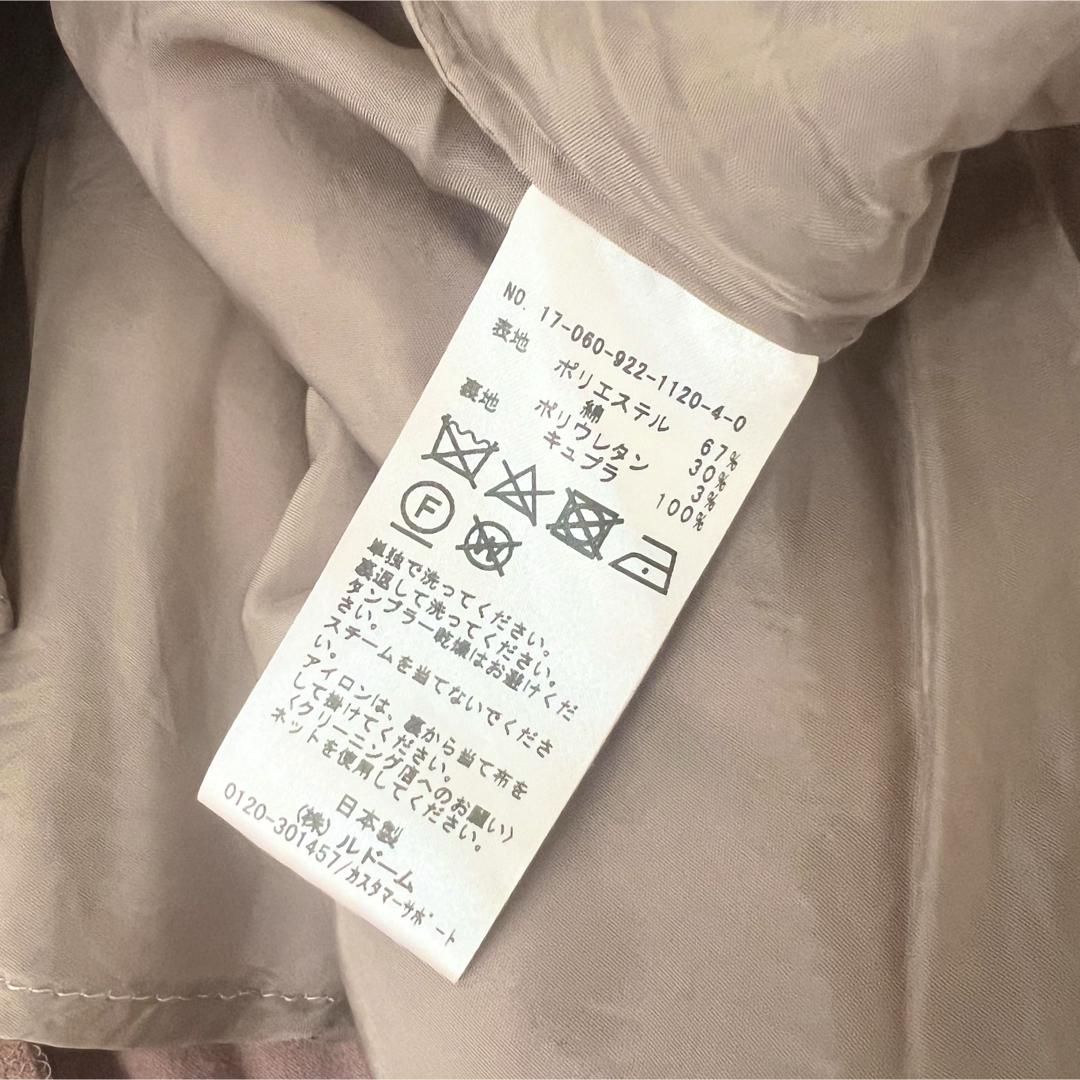 NO. 17-060-922-1120-4-0
表地 ポリエステル 67%
綿 30%
ポリウレタン 3%
裏地 キュプラ 100%
F W
単独で洗ってください。
裏返して洗ってください。
タンブラー乾燥はお避けくだ
さい。
スチームを当てないでくださ
い。
アイロンは、裏から当て布を
して掛けてください。
〈クリーニング店へのお願い〉
ネットを使用してください。
日本製
(株)ルドーム
0120-301457/カスタマーサポート